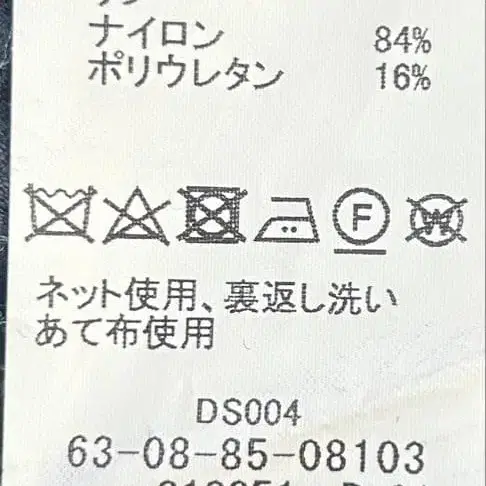 ナイロン 84%
ポリウレタン 16%
F W
ネット使用、裏返し洗い
あて布使用
DS004
63-08-85-08103